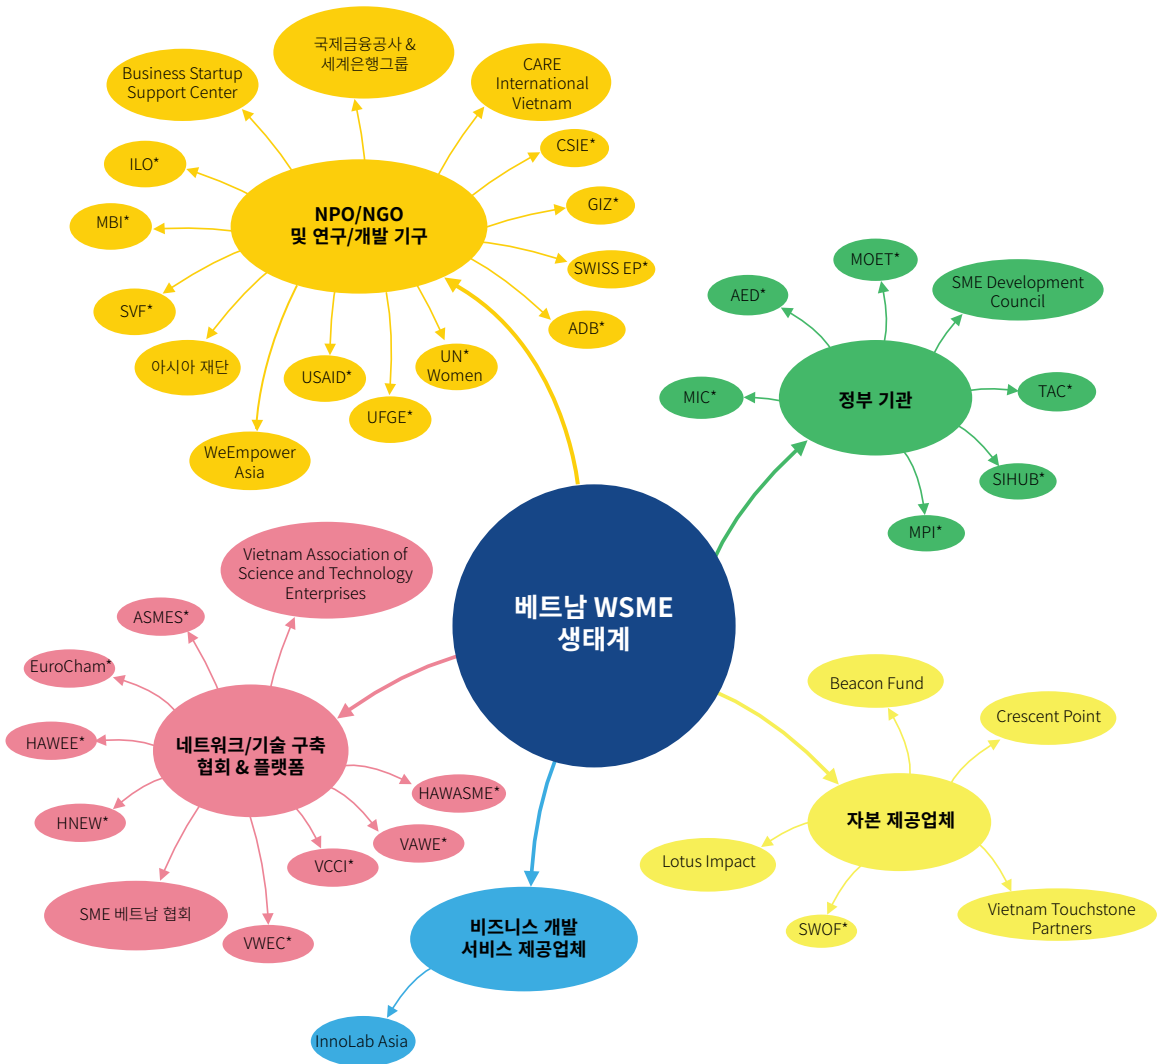 국제금융공사 &
세계은행그룹
Business Startup
Support Center
CARE
International
Vietnam
CSIE*
ILO*
GIZ*
MBI*
NPO/NGO
및 연구/개발 기구
SWISS EP*
SVF*
ADB*
아시아 재단
USAID*
UN*
Women
UFGE*
WeEmpower
Asia
MOET*
SME Development
Council
AED*
MIC*
정부 기관
TAC*
SIHUB*
MPI*
베트남 WSME
생태계
Vietnam Association of
Science and Technology
Enterprises
ASMES*
EuroCham*
HAWEE*
네트워크/기술 구축
협회 & 플랫폼
HAWASME*
HNEW*
VAWE*
VCCI*
SME 베트남 협회
VWEC*
비즈니스 개발
서비스 제공업체
InnoLab Asia
Beacon Fund
Crescent Point
자본 제공업체
Lotus Impact
SWOF*
Vietnam Touchstone
Partners